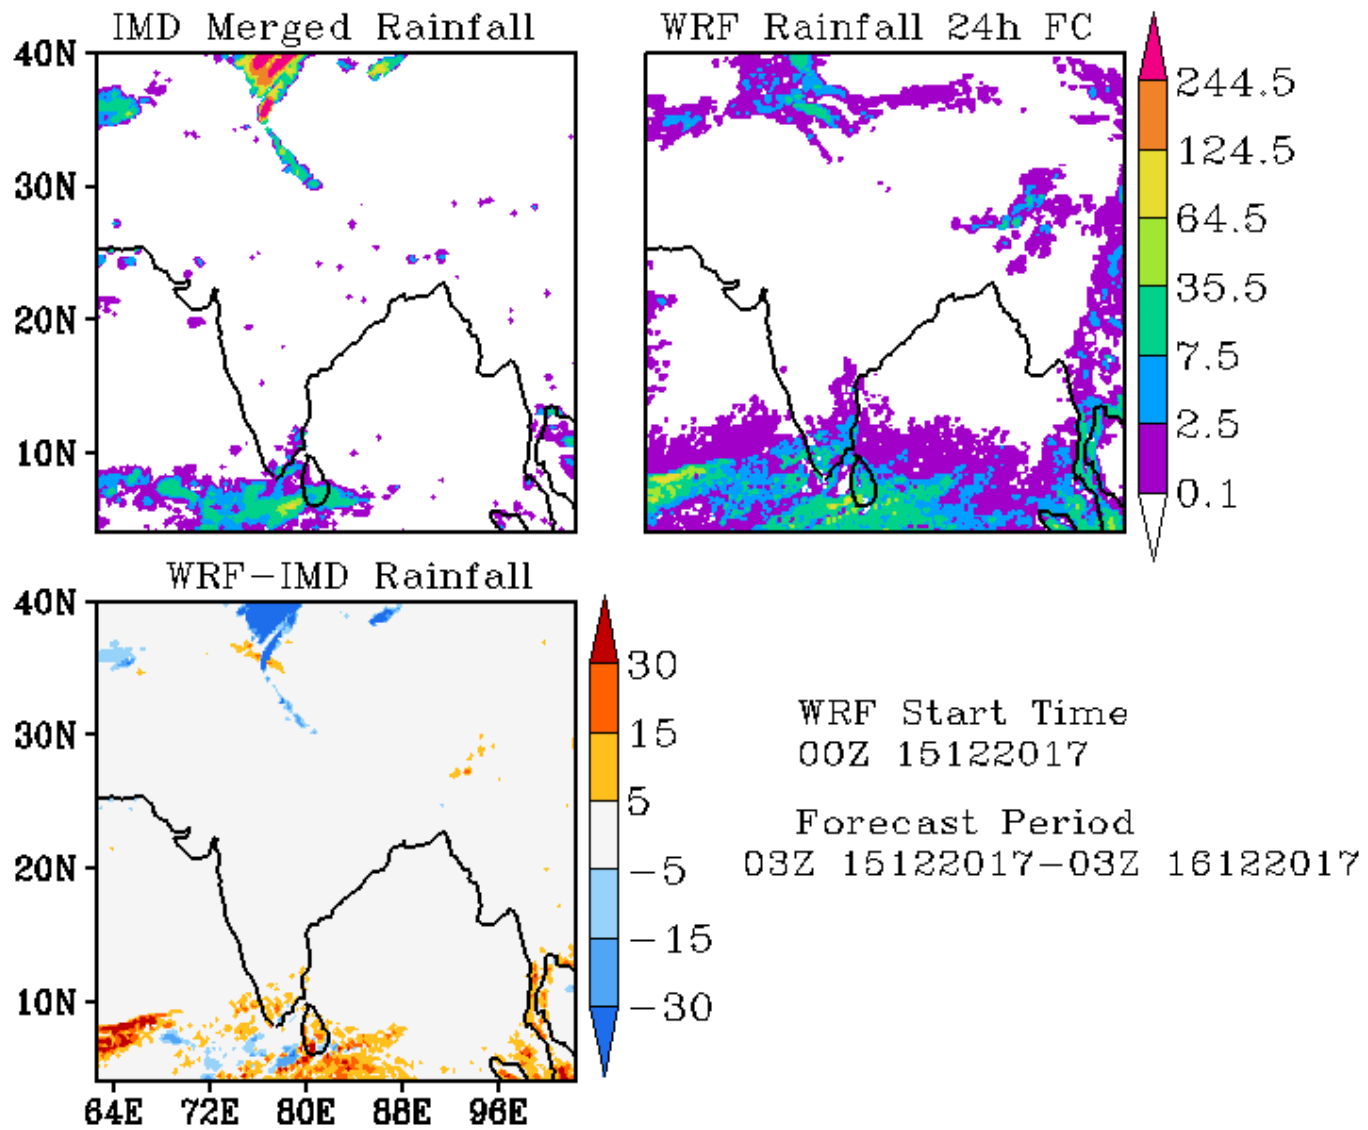 IMD Merged Rainfall
WRF Rainfall 24h FC
40N
30N
20N
10N
244.5
124.5
64.5
35.5
7.5
2.5
0.1
WRF-IMD Rainfall
40N
30N
20N
10N
64E 72E 80E 88E 96E
30
15
5
-5
-15
-30
WRF Start Time
00Z 15122017
Forecast Period
03Z 15122017-03Z 16122017